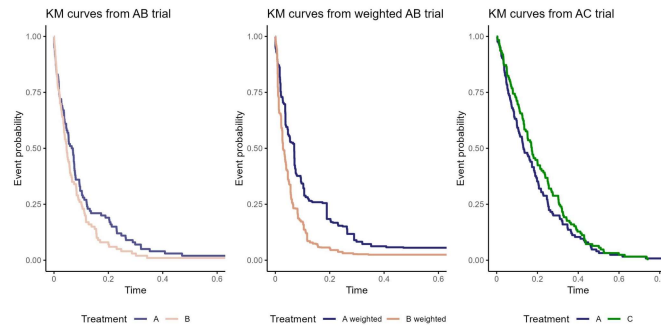 KM curves from AB trial
Event probability
1.00
0.75
0.50
0.25
0.00
0.0
0.2
0.4
0.6
Time
Treatment A B
KM curves from weighted AB trial
Event probability
1.00
0.75
0.50
0.25
0.00
0.0
0.2
0.4
0.6
Time
Treatment A weighted B weighted
KM curves from AC trial
Event probability
1.00
0.75
0.50
0.25
0.00
0.0
0.2
0.4
0.6
0.8
Time
Treatment A C